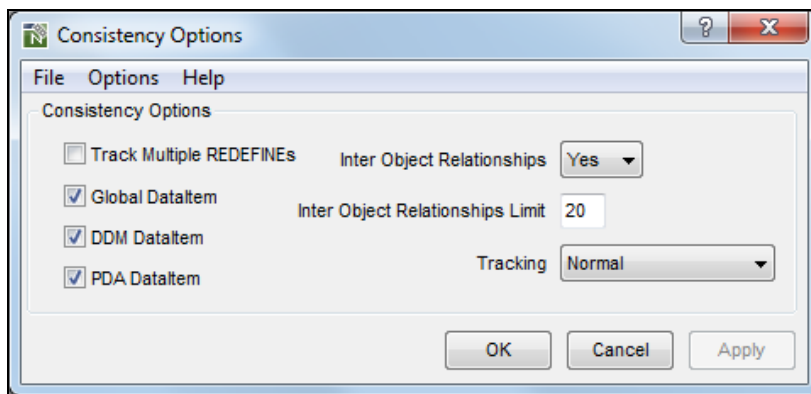 Consistency Options
File Options Help
Consistency Options
Track Multiple REDEFINEs
Inter Object Relationships Yes
Global DataItem
Inter Object Relationships Limit 20
DDM DataItem
Tracking Normal
PDA DataItem
OK Cancel Apply